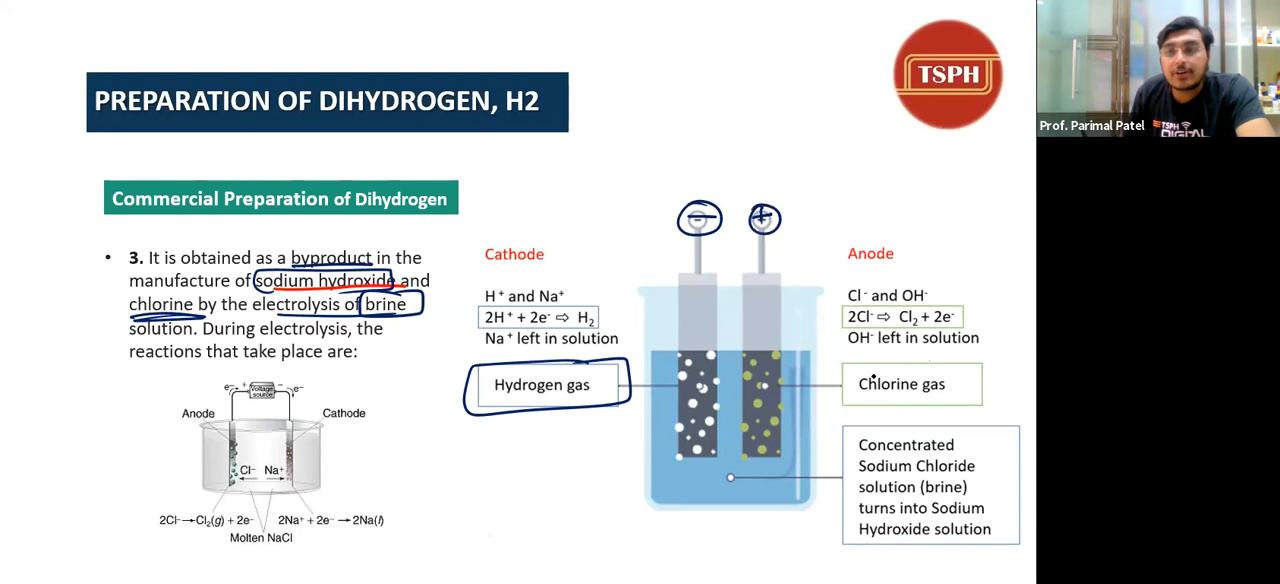 PREPARATION OF DIHYDROGEN, H2
TSPH
TSPH
DIGITAL
Prof. Parimal Patel
Commercial Preparation of Dihydrogen
• 3. It is obtained as a byproduct in the
manufacture of sodium hydroxide and
chlorine by the electrolysis of brine
solution. During electrolysis, the
reactions that take place are:
e⁻ + Voltage source − e⁻
Anode
Cathode
Cl⁻ Na⁺
2Cl⁻→Cl₂(g) + 2e⁻
2Na⁺ + 2e⁻ → 2Na(l)
Molten NaCl
− +
Cathode
H⁺ and Na⁺
2H⁺ + 2e⁻ ⇨ H₂
Na⁺ left in solution
Hydrogen gas
Anode
Cl⁻ and OH⁻
2Cl⁻ ⇨ Cl₂ + 2e⁻
OH⁻ left in solution
Chlorine gas
Concentrated
Sodium Chloride
solution (brine)
turns into Sodium
Hydroxide solution